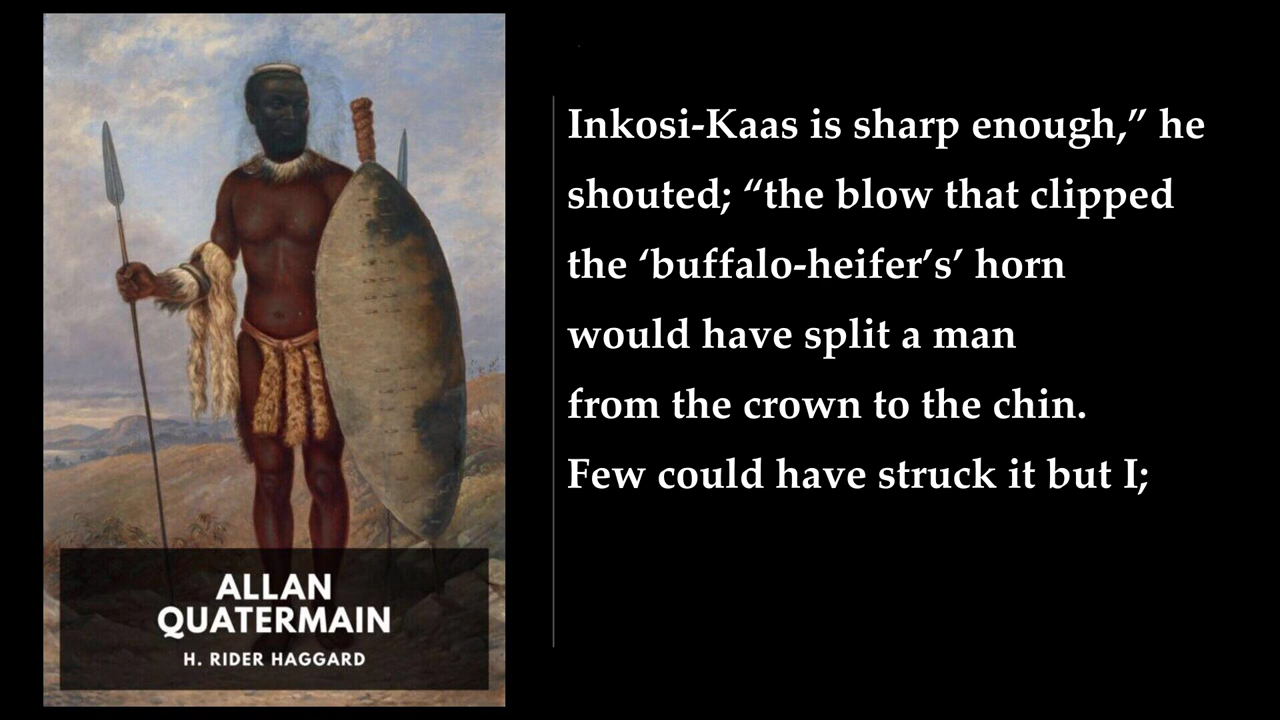 ALLAN
QUATERMAIN
H. RIDER HAGGARD
Inkosi-Kaas is sharp enough,” he
shouted; “the blow that clipped
the ‘buffalo-heifer’s’ horn
would have split a man
from the crown to the chin.
Few could have struck it but I;